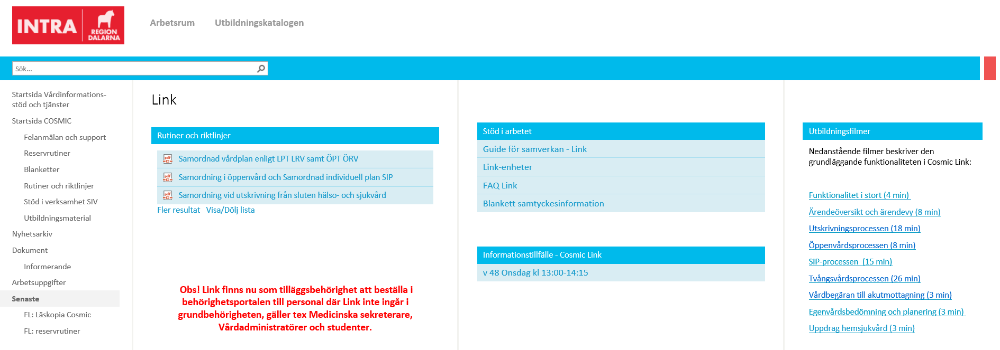 INTRA
REGION
DALARNA
Arbetsrum
Utbildningskatalogen
Sök...
Startsida Vårdinformations-
stöd och tjänster
Startsida COSMIC
Felanmälan och support
Reservrutiner
Blanketter
Rutiner och riktlinjer
Stöd i verksamhet SIV
Utbildningsmaterial
Nyhetsarkiv
Dokument
Informerande
Arbetsuppgifter
Senaste
FL: Läskopia Cosmic
FL: reservrutiner
Link
Rutiner och riktlinjer
Samordnad vårdplan enligt LPT LRV samt ÖPT ÖRV
Samordning i öppenvård och Samordnad individuell plan SIP
Samordning vid utskrivning från sluten hälso- och sjukvård
Fler resultat Visa/Dölj lista
Obs! Link finns nu som tilläggsbehörighet att beställa i
behörighetsportalen till personal där Link inte ingår i
grundbehörigheten, gäller tex Medicinska sekreterare,
Vårdadministratörer och studenter.
Stöd i arbetet
Guide för samverkan - Link
Link-enheter
FAQ Link
Blankett samtyckesinformation
Informationstillfälle - Cosmic Link
v 48 Onsdag kl 13:00-14:15
Utbildningsfilmer
Nedanstående filmer beskriver den
grundläggande funktionaliteten i Cosmic Link:
Funktionalitet i stort (4 min)
Ärendeöversikt och ärendevy (8 min)
Utskrivningsprocessen (18 min)
Öppenvårdsprocessen (8 min)
SIP-processen (15 min)
Tvångsvårdsprocessen (26 min)
Vårdbegäran till akutmottagning (3 min)
Egenvårdsbedömning och planering (3 min)
Uppdrag hemsjukvård (3 min)